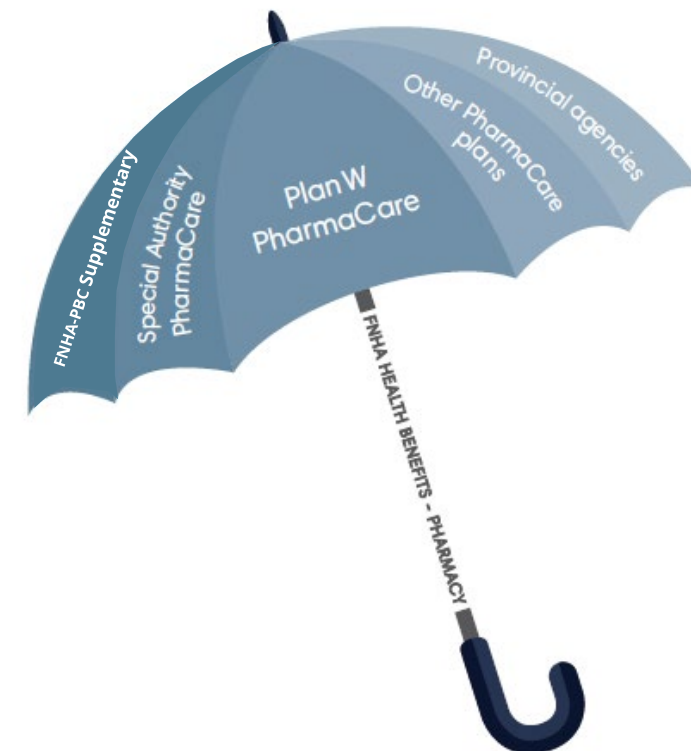 FNHA-PBC Supplementary
Special Authority
PharmaCare
Plan W
PharmaCare
Other PharmaCare
plans
Provincial agencies
FNHA HEALTH BENEFITS - PHARMACY